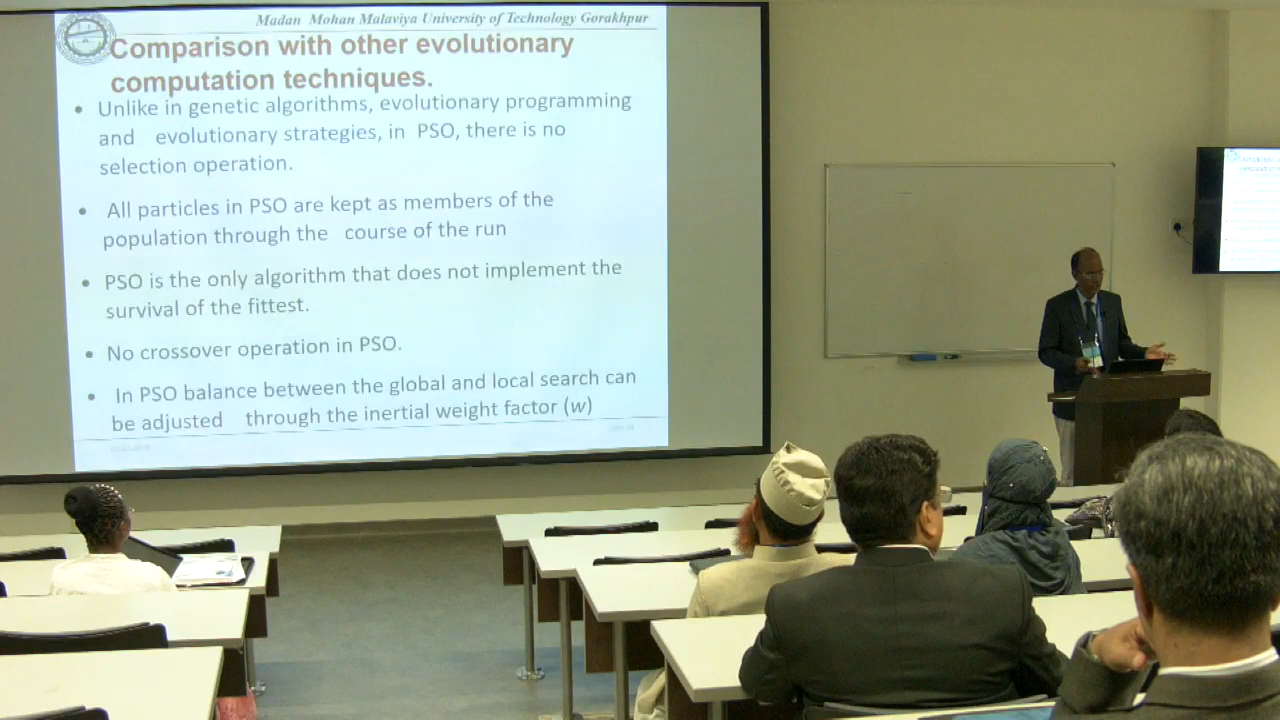 Madan Mohan Malaviya University of Technology Gorakhpur
Comparison with other evolutionary
computation techniques.
• Unlike in genetic algorithms, evolutionary programming
and evolutionary strategies, in PSO, there is no
selection operation.
• All particles in PSO are kept as members of the
population through the course of the run
• PSO is the only algorithm that does not implement the
survival of the fittest.
• No crossover operation in PSO.
• In PSO balance between the global and local search can
be adjusted through the inertial weight factor (w)